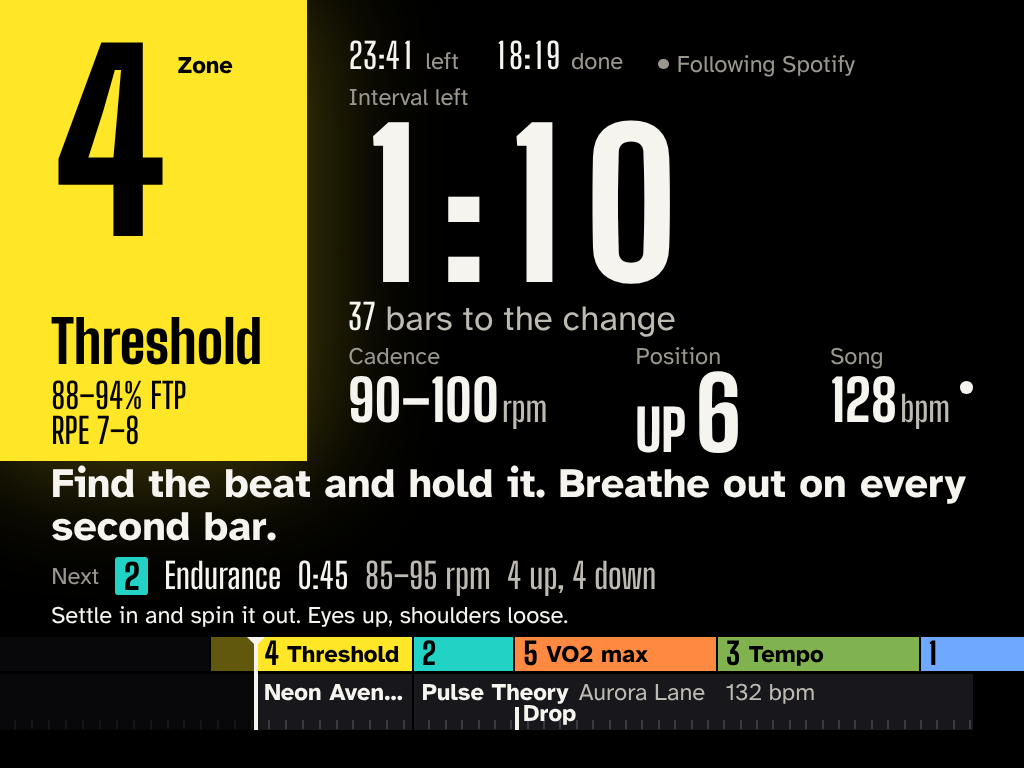 4 Zone
Threshold
88–94% FTP
RPE 7–8
23:41 left 18:19 done Following Spotify
Interval left
1:10
37 bars to the change
Cadence Position Song
90–100 rpm UP 6 128 bpm
Find the beat and hold it. Breathe out on every
second bar.
Next 2 Endurance 0:45 85–95 rpm 4 up, 4 down
Settle in and spin it out. Eyes up, shoulders loose.
4 Threshold 2 5 VO2 max 3 Tempo 1
Neon Aven... Pulse Theory Aurora Lane 132 bpm
Drop